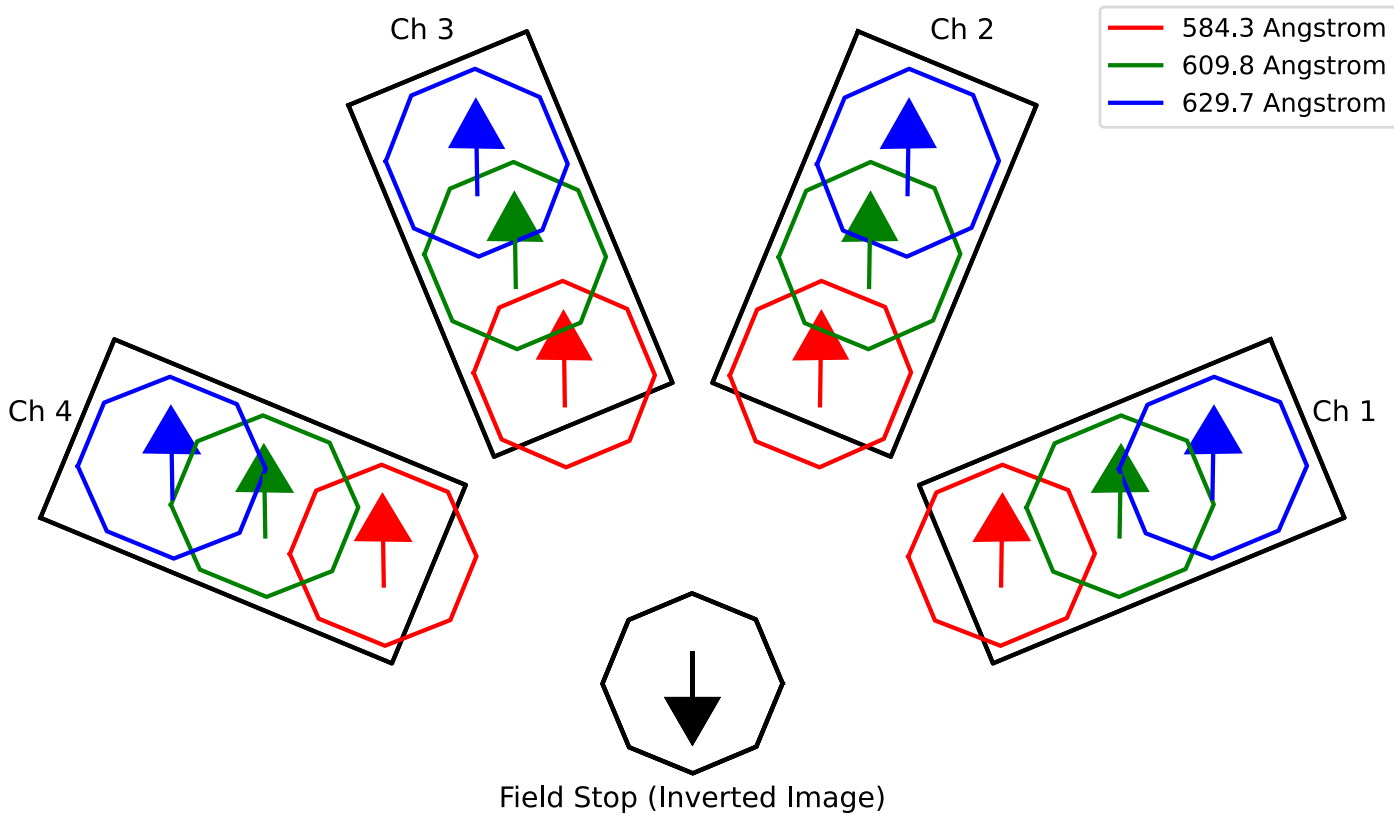 Ch 3
Ch 2
584.3 Angstrom
609.8 Angstrom
629.7 Angstrom
Ch 4
Ch 1
Field Stop (Inverted Image)